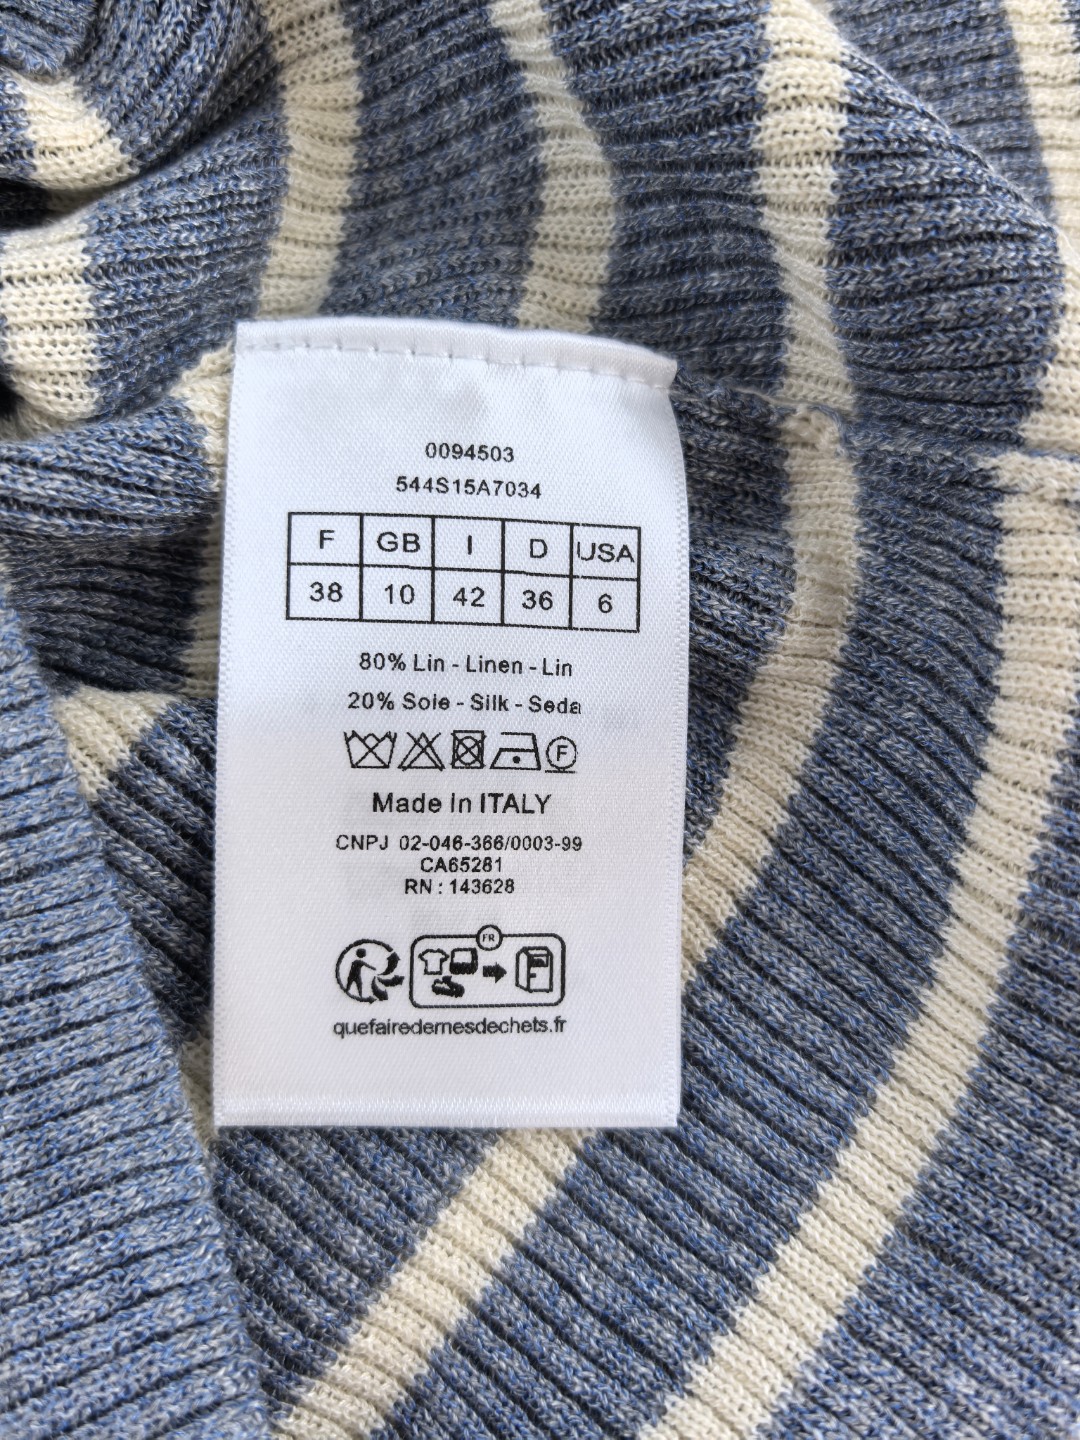 0094503
544S15A7034
F GB I D USA
38 10 42 36 6
80% Lin - Linen - Lin
20% Soie - Silk - Seda
F
Made in ITALY
CNPJ 02-046-366/0003-99
CA65281
RN : 143628
FR
quefairedemesdechets.fr